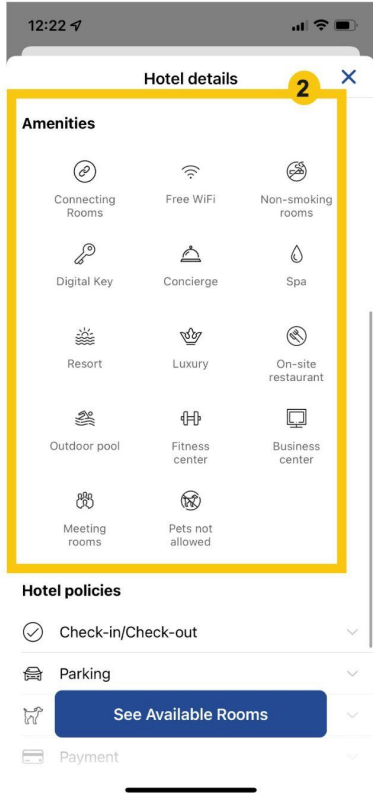 12:22
Hotel details
2
Amenities
Connecting Rooms
Free WiFi
Non-smoking rooms
Digital Key
Concierge
Spa
Resort
Luxury
On-site restaurant
Outdoor pool
Fitness center
Business center
Meeting rooms
Pets not allowed
Hotel policies
Check-in/Check-out
Parking
See Available Rooms
Payment